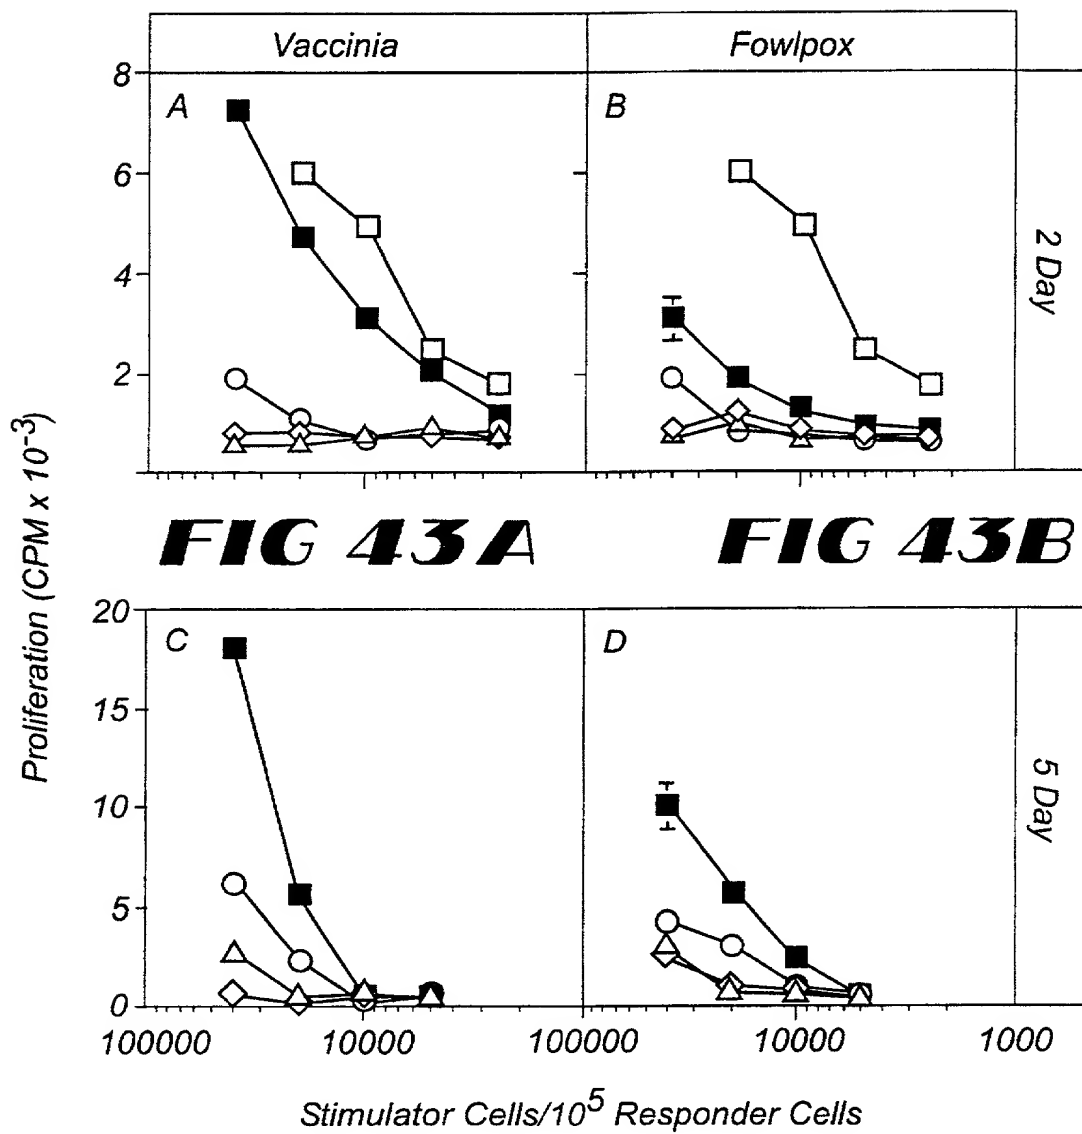 Vaccinia
Fowlpox
8
6
4
2
A
B
2 Day
FIG 43A
FIG 43B
Proliferation (CPM x 10⁻³)
20
15
10
5
0
C
D
5 Day
100000
10000
100000
10000
1000
Stimulator Cells/10⁵ Responder Cells